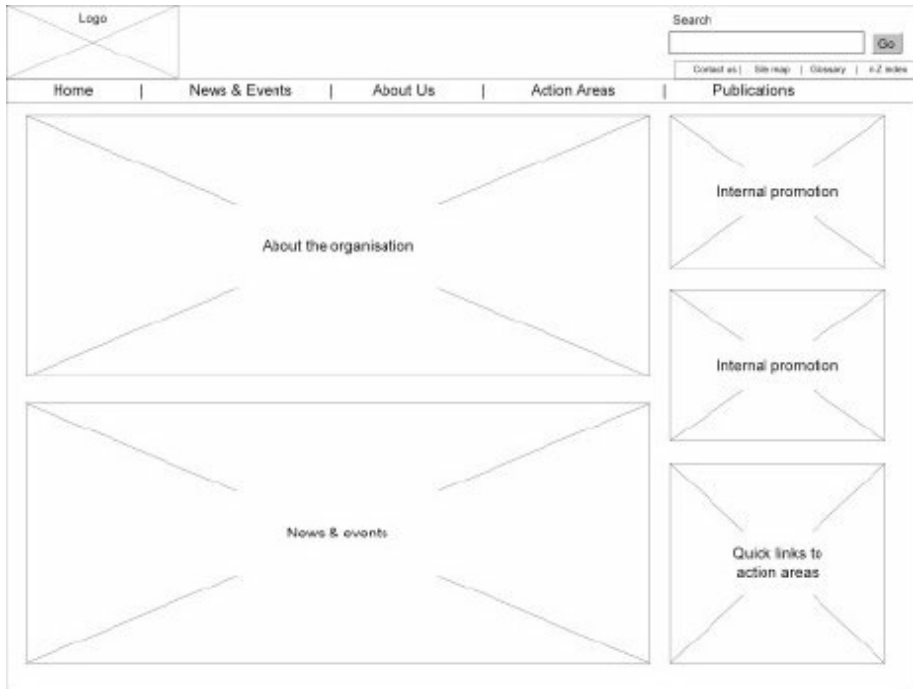 Logo
Search
Go
Contact us | Site map | Glossary | A-Z index
Home | News & Events | About Us | Action Areas | Publications
About the organisation
Internal promotion
Internal promotion
News & events
Quick links to
action areas